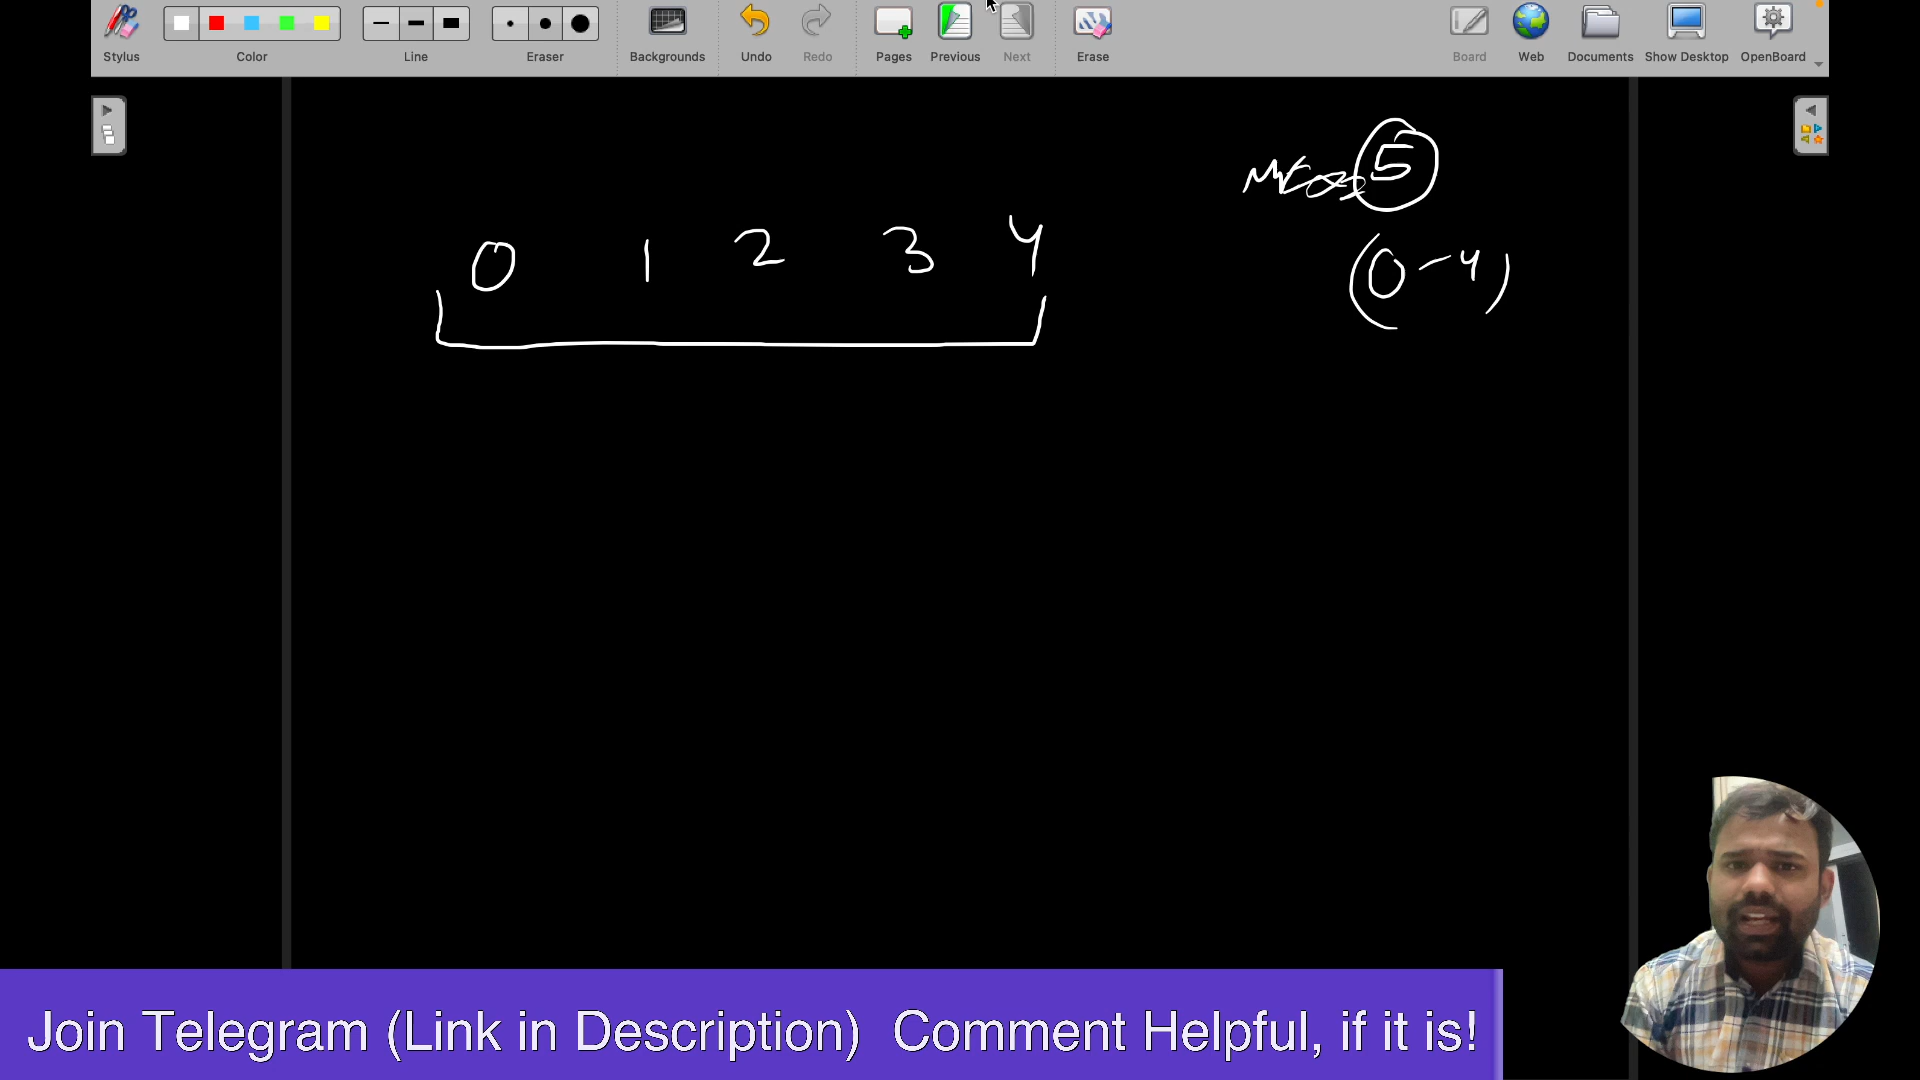 Stylus Color Line Eraser Backgrounds Undo Redo Pages Previous Next Erase Board Web Documents Show Desktop OpenBoard
5
0 1 2 3 4
(0-4)
Join Telegram (Link in Description) Comment Helpful, if it is!